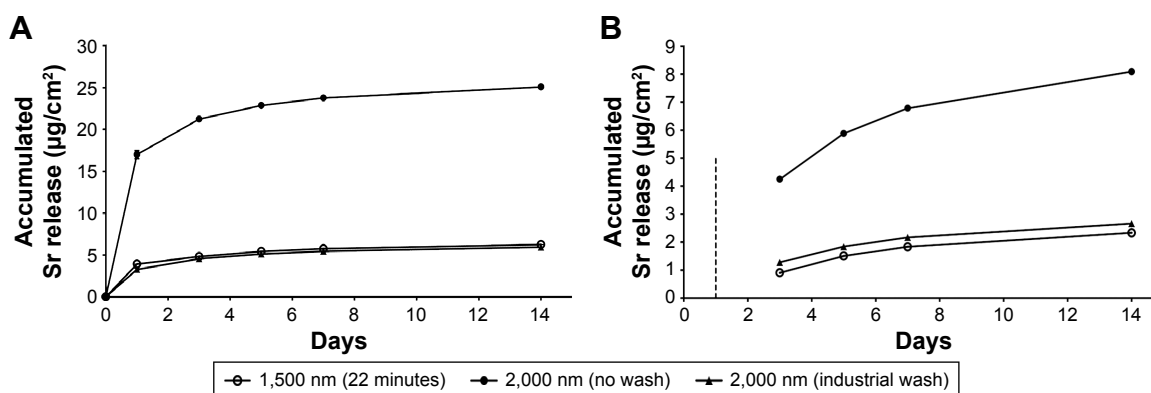 A
B
30
25
20
15
10
5
0
Accumulated
Sr release (μg/cm²)
0 2 4 6 8 10 12 14
Days
9
8
7
6
5
4
3
2
1
0
Accumulated
Sr release (μg/cm²)
0 2 4 6 8 10 12 14
Days
1,500 nm (22 minutes) 2,000 nm (no wash) 2,000 nm (industrial wash)